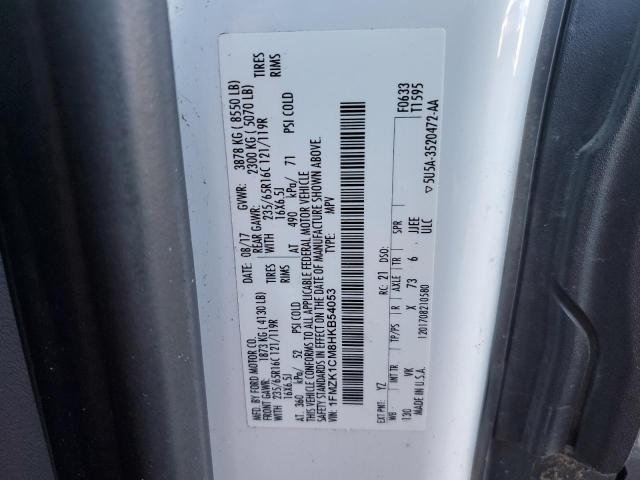 MFD. BY FORD MOTOR CO.
DATE: 08/17 GVWR: 3878 KG ( 8550 LB)
FRONT GAWR: 1873 KG ( 4130 LB) REAR GAWR: 2300 KG ( 5070 LB)
WITH 235/65R16C 121/119R TIRES WITH 235/65R16C 121/119R TIRES
16X6.5J RIMS 16X6.5J RIMS
AT 360 kPa/ 52 PSI COLD AT 490 kPa/ 71 PSI COLD
THIS VEHICLE CONFORMS TO ALL APPLICABLE FEDERAL MOTOR VEHICLE
SAFETY STANDARDS IN EFFECT ON THE DATE OF MANUFACTURE SHOWN ABOVE.
VIN: 1FMZK1CM8HKB54053 TYPE: MPV
F0633
T1595
EXT PNT: YZ RC: 21 DSO:
WB INT TR TP/PS R AXLE TR SPR
130 VK X 73 6 JJEE
MADE IN U.S.A. ULC
1201708210580
▽ 5U5A-3520472-AA